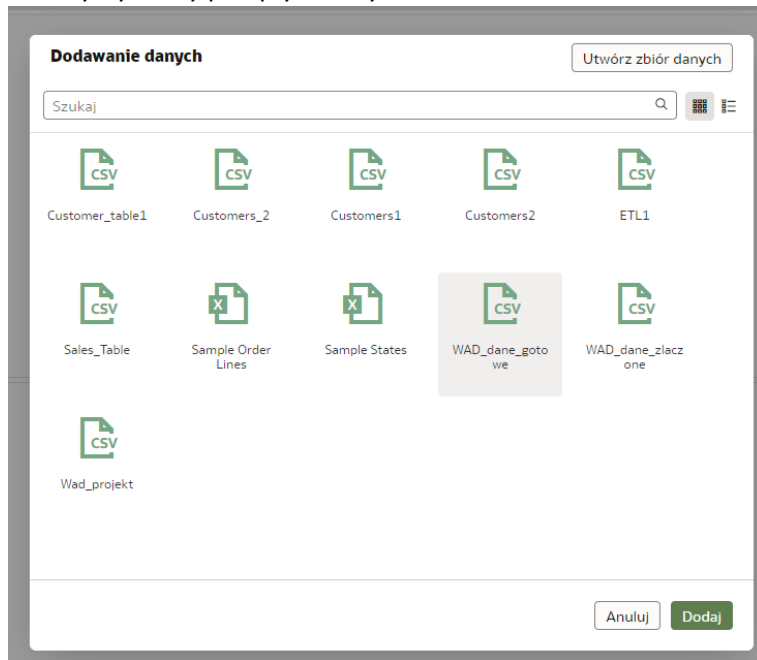 Dodawanie danych
Utwórz zbiór danych
Szukaj
CSV
CSV
CSV
CSV
CSV
Customer_table1
Customers_2
Customers1
Customers2
ETL1
CSV
X
X
CSV
CSV
Sales_Table
Sample Order
Lines
Sample States
WAD_dane_goto
we
WAD_dane_zlacz
one
CSV
Wad_projekt
Anuluj
Dodaj